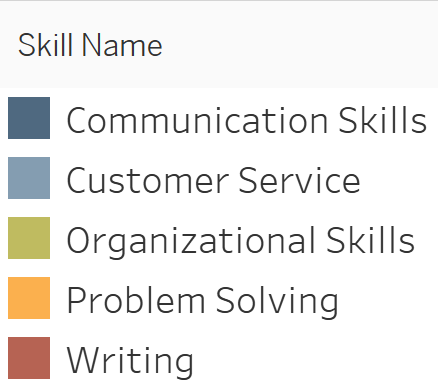 Skill Name
Communication Skills
Customer Service
Organizational Skills
Problem Solving
Writing